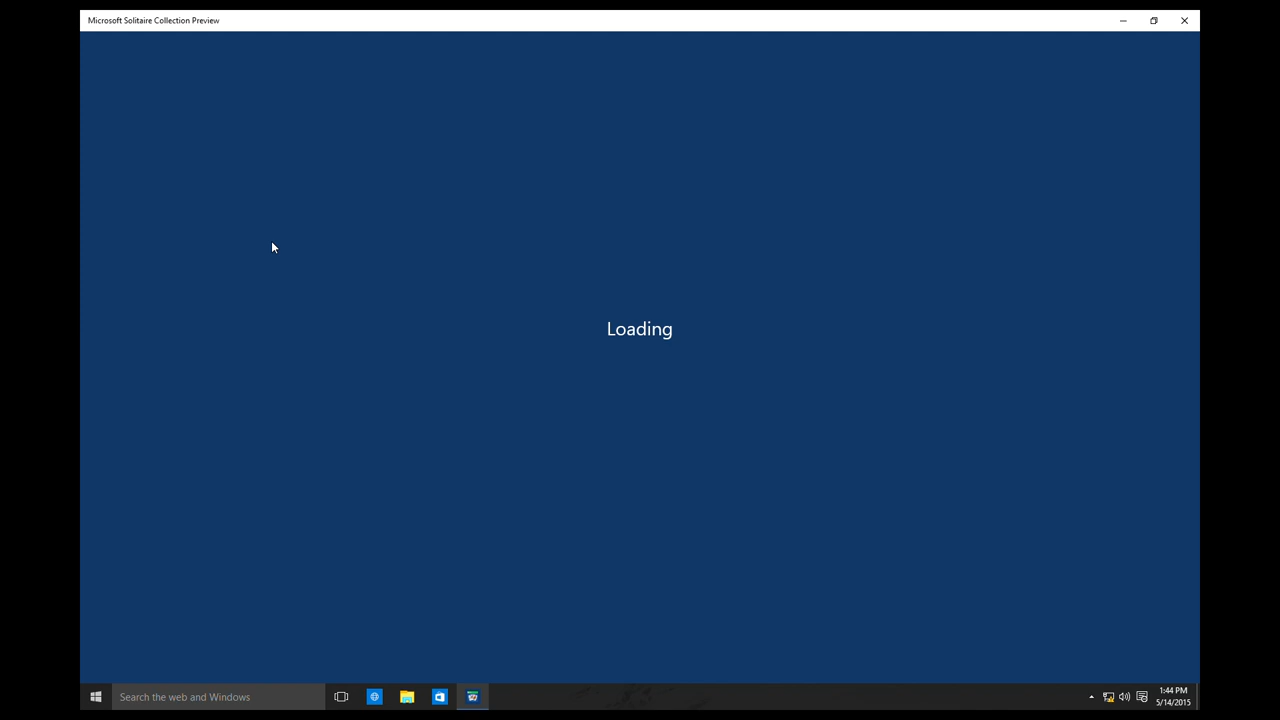 Microsoft Solitaire Collection Preview
Loading
Search the web and Windows
1:44 PM
5/14/2015